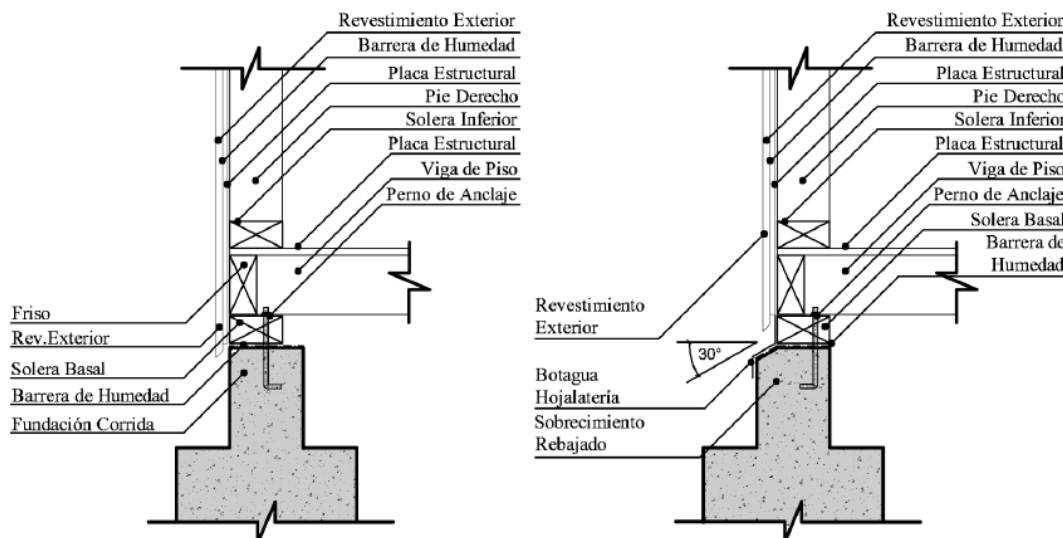 Revestimiento Exterior
Barrera de Humedad
Placa Estructural
Pie Derecho
Solera Inferior
Placa Estructural
Viga de Piso
Perno de Anclaje
Friso
Rev.Exterior
Solera Basal
Barrera de Humedad
Fundación Corrida
Revestimiento Exterior
Barrera de Humedad
Placa Estructural
Pie Derecho
Solera Inferior
Placa Estructural
Viga de Piso
Perno de Anclaje
Solera Basal
Barrera de
Humedad
Revestimiento
Exterior
30°
Botagua
Hojalatería
Sobrecimiento
Rebajado